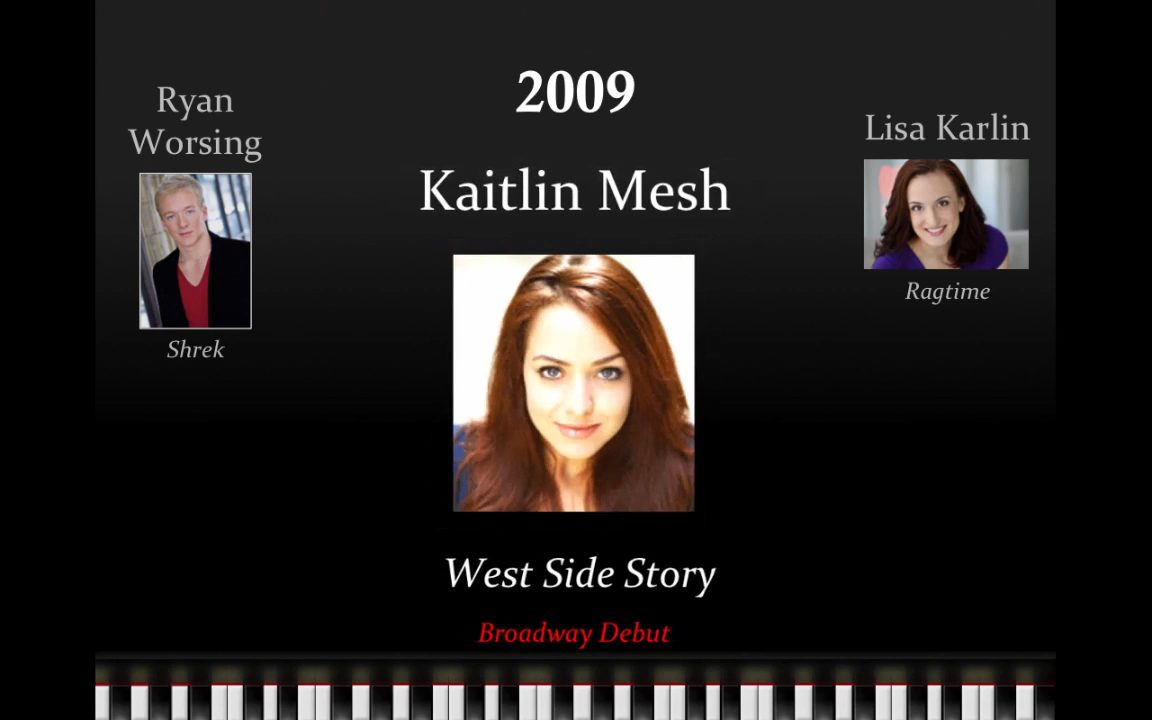 2009
Ryan
Worsing
Shrek
Kaitlin Mesh
West Side Story
Broadway Debut
Lisa Karlin
Ragtime